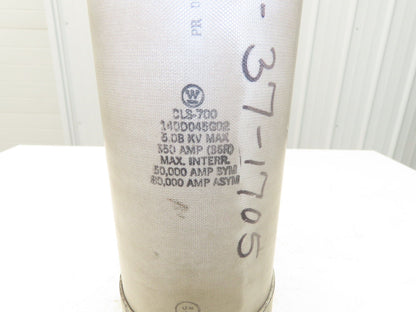 PR D
-37-1705
W
CLS-700
140D045G02
5.08 KV MAX
350 AMP (3SR)
MAX. INTERR.
50,000 AMP SYM
80,000 AMP ASYM